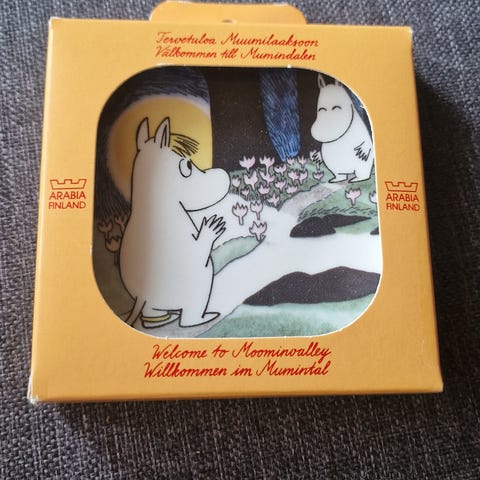 Tervetuloa Muumilaaksoon
Välkommen till Mumindalen
ARABIA
FINLAND
ARABIA
FINLAND
Welcome to Moominvalley
Willkommen im Mumintal